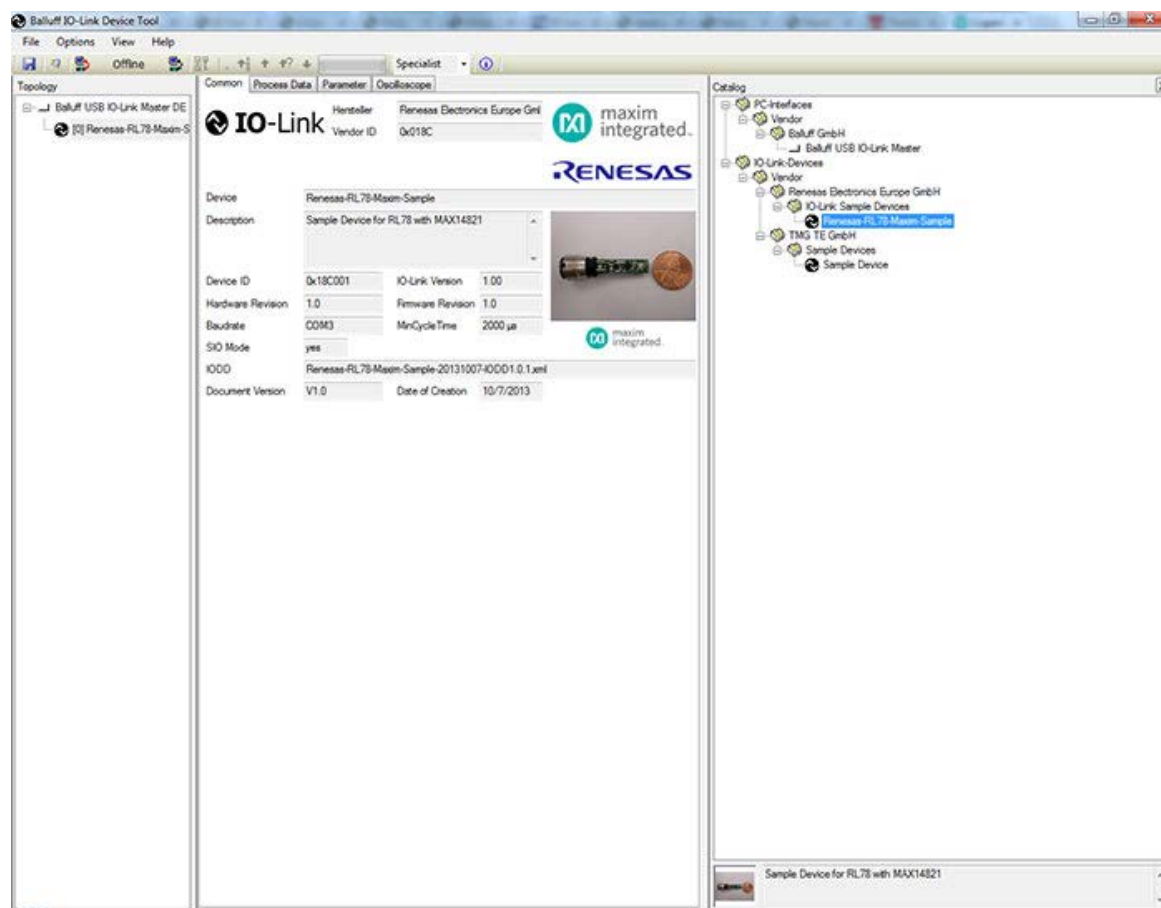 Balluff IO-Link Device Tool
File Options View Help
Offline Specialist
Topology
Balluff USB IO-Link Master DE
[0] Renesas-RL78-Maxim-S
Common Process Data Parameter Oscilloscope
IO-Link
Hersteller Renesas Electronics Europe Gml
Vendor ID 0x018C
maxim
integrated.
RENESAS
Device Renesas-RL78-Maxim-Sample
Description Sample Device for RL78 with MAX14821
Device ID 0x18C001 IO-Link Version 1.00
Hardware Revision 1.0 Firmware Revision 1.0
Baudrate COM3 MinCycleTime 2000 µs
SIO Mode yes
maxim
integrated.
IODD Renesas-RL78-Maxim-Sample-20131007-IODD1.0.1.xml
Document Version V1.0 Date of Creation 10/7/2013
Catalog
PC-Interfaces
Vendor
Balluff GmbH
Balluff USB IO-Link Master
IO-Link-Devices
Vendor
Renesas Electronics Europe GmbH
IO-Link Sample Devices
Renesas-RL78-Maxim-Sample
TMG TE GmbH
Sample Devices
Sample Device
Sample Device for RL78 with MAX14821